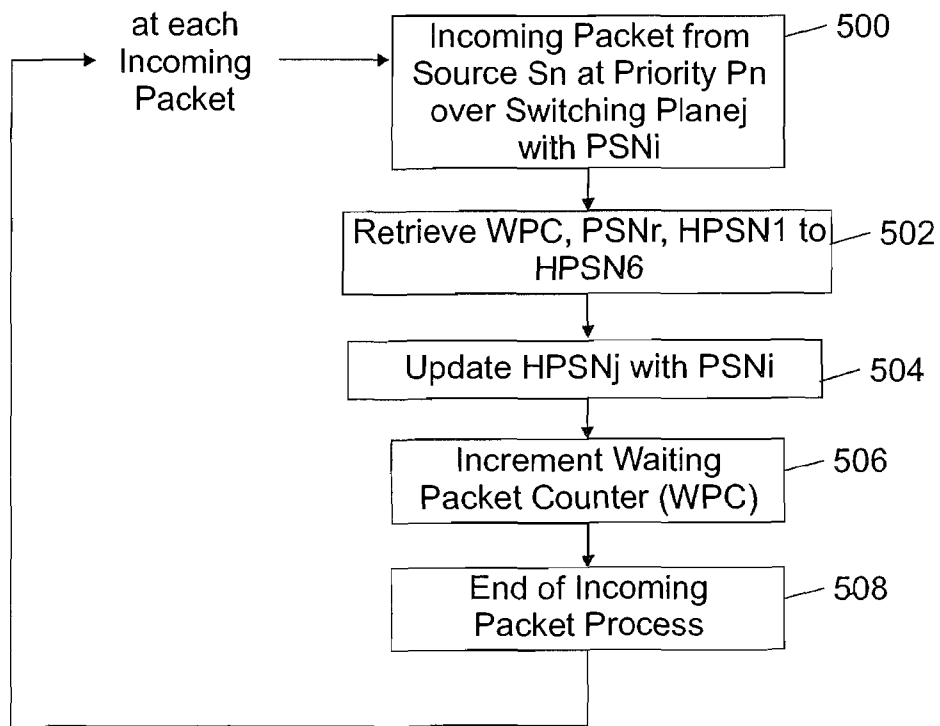 at each
Incoming
Packet
Incoming Packet from
Source Sn at Priority Pn
over Switching Planej
with PSNi
500
Retrieve WPC, PSNr, HPSN1 to
HPSN6
502
Update HPSNj with PSNi
504
Increment Waiting
Packet Counter (WPC)
506
End of Incoming
Packet Process
508